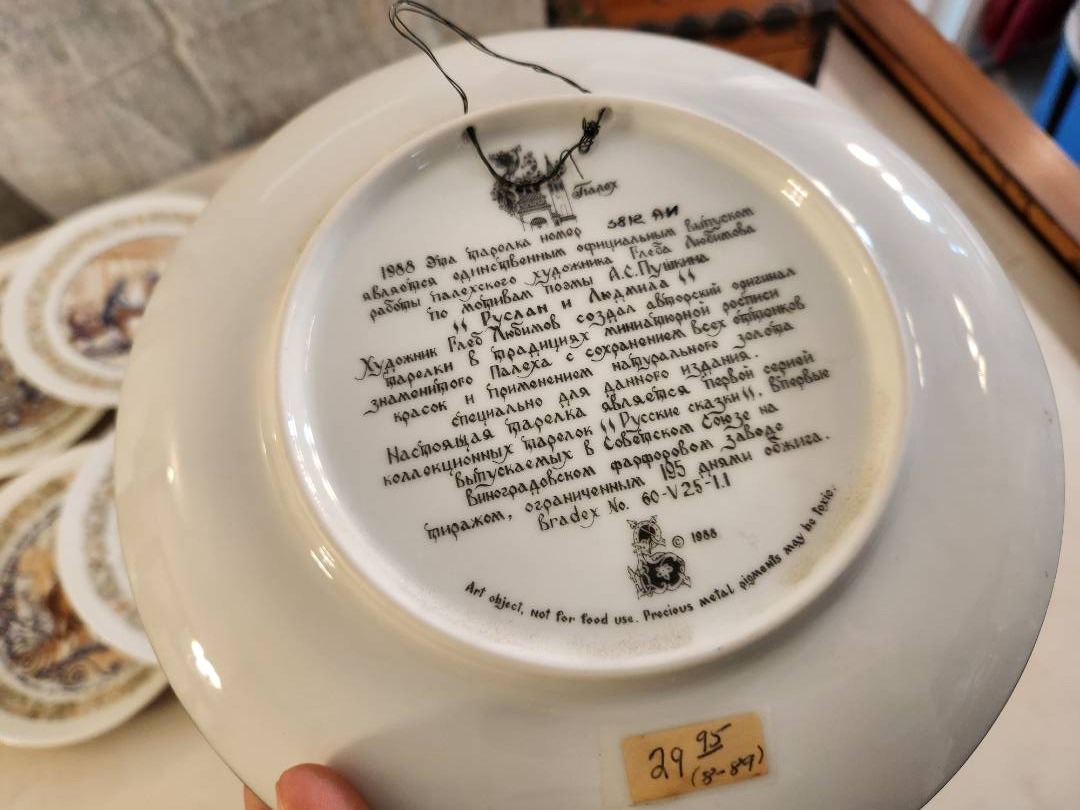 Палех
1988 Эта тарелка номер 5812 АИ
является единственным официальным выпуском
работы палехского художника Глеба Любимова
по мотивам поэмы А.С.Пушкина
"Руслан и Людмила"
Художник Глеб Любимов создал авторский оригинал
тарелки в традициях миниатюрной росписи
знаменитого Палеха с сохранением всех оттенков
красок и применением натурального золота
специально для данного издания.
Настоящая тарелка является первой серией
коллекционных тарелок "Русские сказки", впервые
выпускаемых в Советском Союзе на
Виноградовском фарфоровом заводе
тиражом, ограниченным 195 днями обжига.
Bradex No. 60-V25-1.1
© 1988
Art object, not for food use. Precious metal pigments may be toxic.
29 95
(8-89)